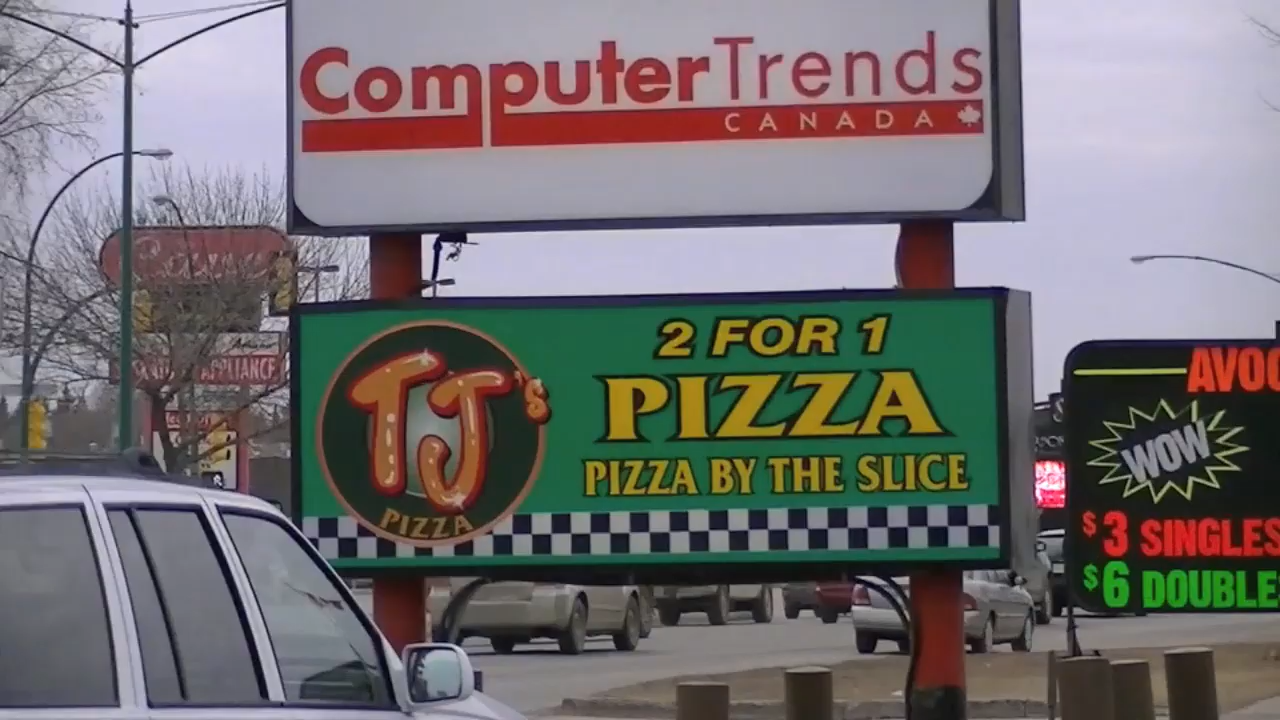 ComputerTrends
CANADA
TJ's
PIZZA
2 FOR 1
PIZZA
PIZZA BY THE SLICE
APPLIANCE
AVOC
WOW
$3 SINGLES
$6 DOUBLE